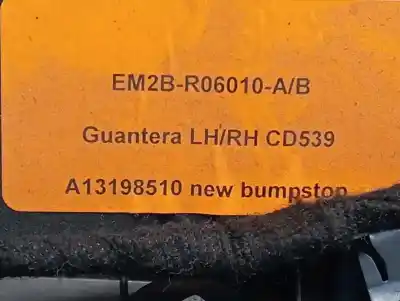 EM2B-R06010-A/B
Guantera LH/RH CD539
A13198510 new bumpstop